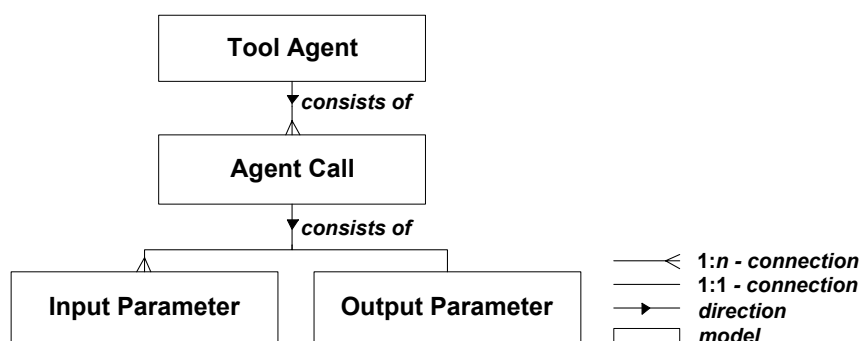 Tool Agent
consists of
Agent Call
consists of
Input Parameter
Output Parameter
1:n - connection
1:1 - connection
direction
model